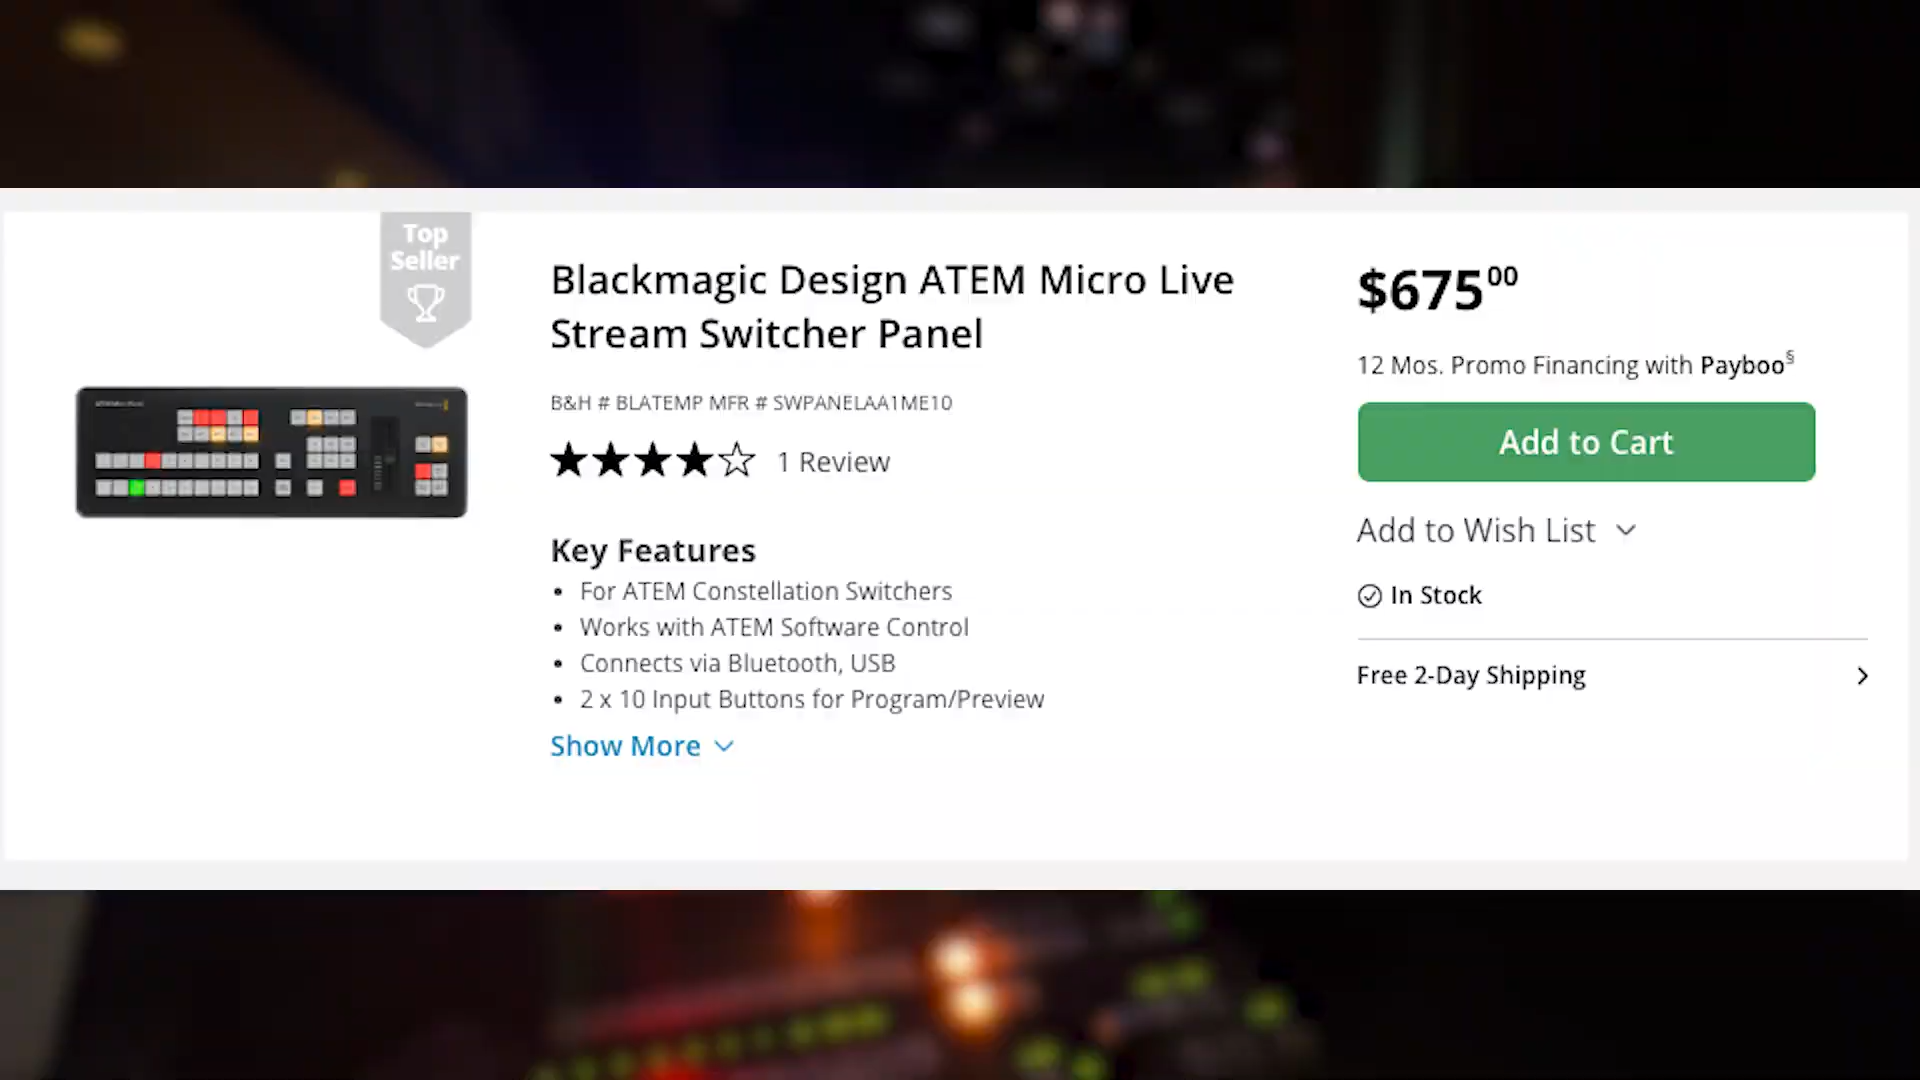 Top
Seller
Blackmagic Design ATEM Micro Live
Stream Switcher Panel
B&H # BLATEMP MFR # SWPANELAA1ME10
1 Review
Key Features
• For ATEM Constellation Switchers
• Works with ATEM Software Control
• Connects via Bluetooth, USB
• 2 x 10 Input Buttons for Program/Preview
Show More
$675.00
12 Mos. Promo Financing with Payboo§
Add to Cart
Add to Wish List
In Stock
Free 2-Day Shipping